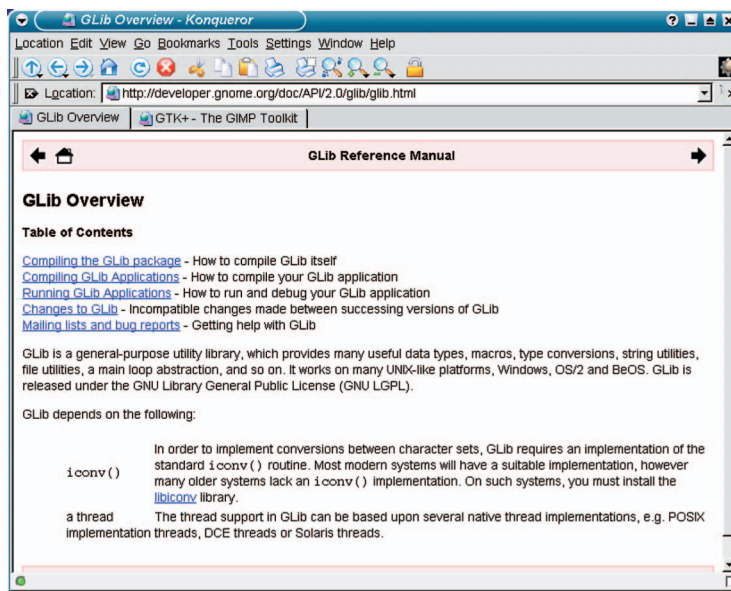 GLib Overview - Konqueror
Location Edit View Go Bookmarks Tools Settings Window Help
Location: http://developer.gnome.org/doc/API/2.0/glib/glib.html
GLib Overview GTK+ - The GIMP Toolkit
GLib Reference Manual
GLib Overview
Table of Contents
Compiling the GLib package - How to compile GLib itself
Compiling GLib Applications - How to compile your GLib application
Running GLib Applications - How to run and debug your GLib application
Changes to GLib - Incompatible changes made between successing versions of GLib
Mailing lists and bug reports - Getting help with GLib
GLib is a general-purpose utility library, which provides many useful data types, macros, type conversions, string utilities,
file utilities, a main loop abstraction, and so on. It works on many UNIX-like platforms, Windows, OS/2 and BeOS. GLib is
released under the GNU Library General Public License (GNU LGPL).
GLib depends on the following:
In order to implement conversions between character sets, GLib requires an implementation of the
iconv() standard iconv() routine. Most modern systems will have a suitable implementation, however
many older systems lack an iconv() implementation. On such systems, you must install the
libiconv library.
a thread The thread support in GLib can be based upon several native thread implementations, e.g. POSIX
implementation threads, DCE threads or Solaris threads.